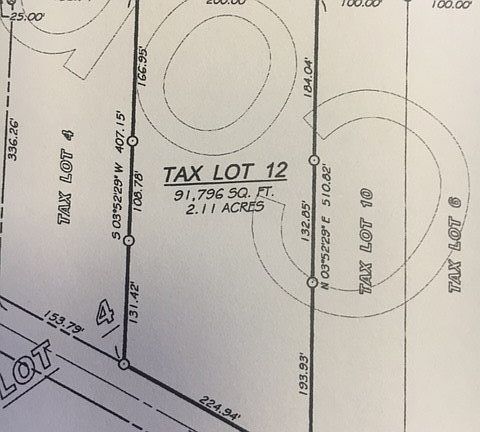 25.00'
200.00'
100.00'
100.00'
166.95'
184.04'
336.26'
TAX LOT 4
S 03°52'29" W 407.15'
108.78'
TAX LOT 12
91,796 SQ. FT.
2.11 ACRES
132.85'
N 03°52'29" E 510.82'
TAX LOT 10
TAX LOT 6
131.42'
153.79'
4
LOT
193.93'
224.94'